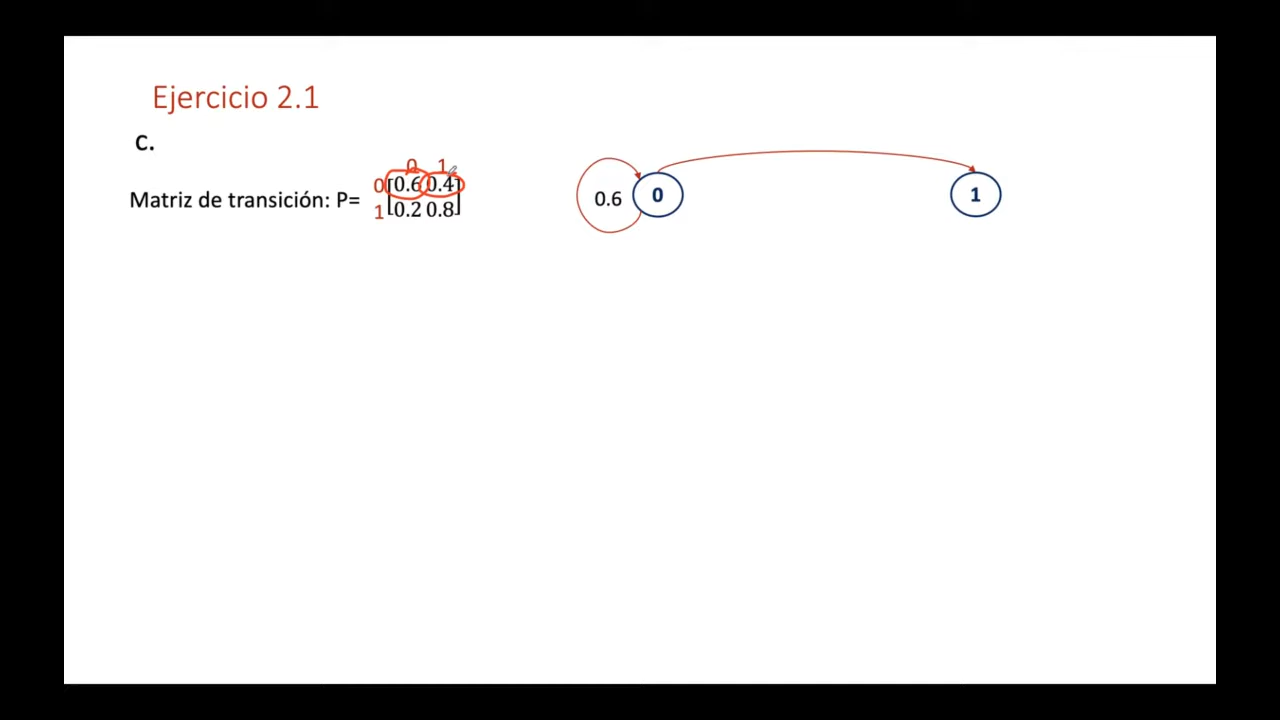 Ejercicio 2.1
C.
0 1
0 [0.6 0.4]
Matriz de transición: P=
1 [0.2 0.8]
0.6
0
1